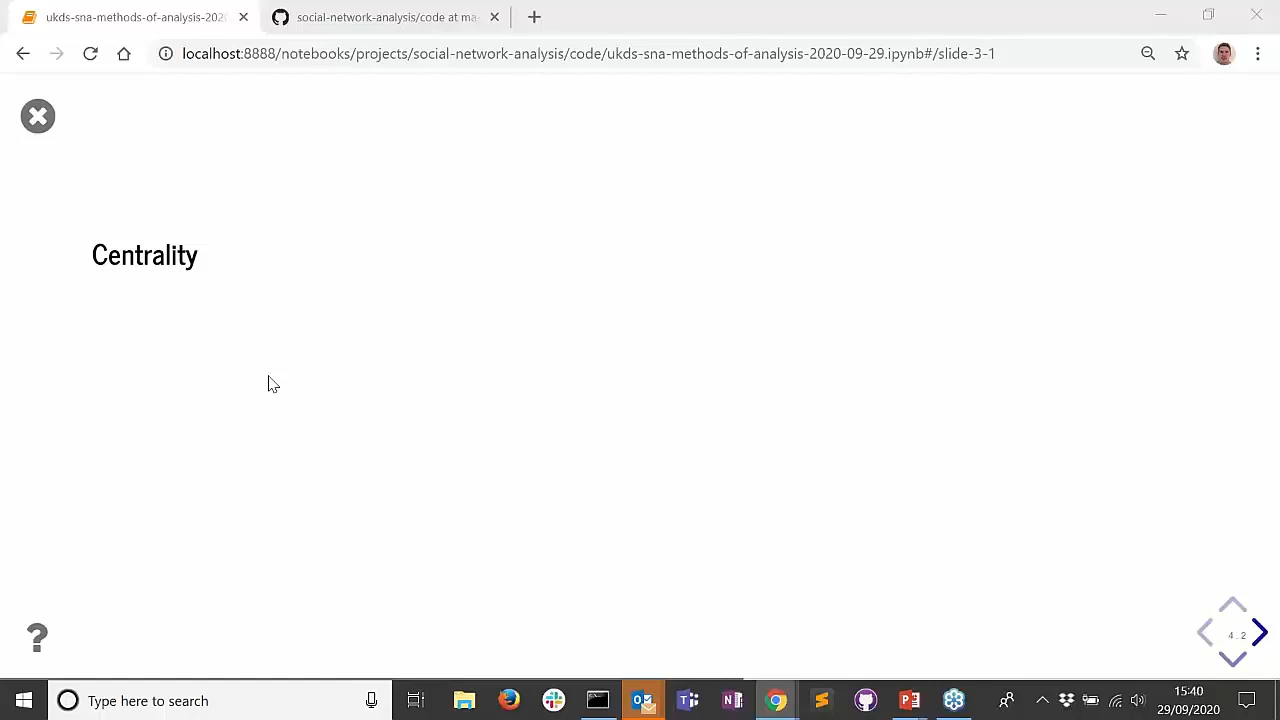 ukds-sna-methods-of-analysis-202
social-network-analysis/code at ma
localhost:8888/notebooks/projects/social-network-analysis/code/ukds-sna-methods-of-analysis-2020-09-29.ipynb#/slide-3-1
Centrality
?
4.2
Type here to search
15:40
29/09/2020